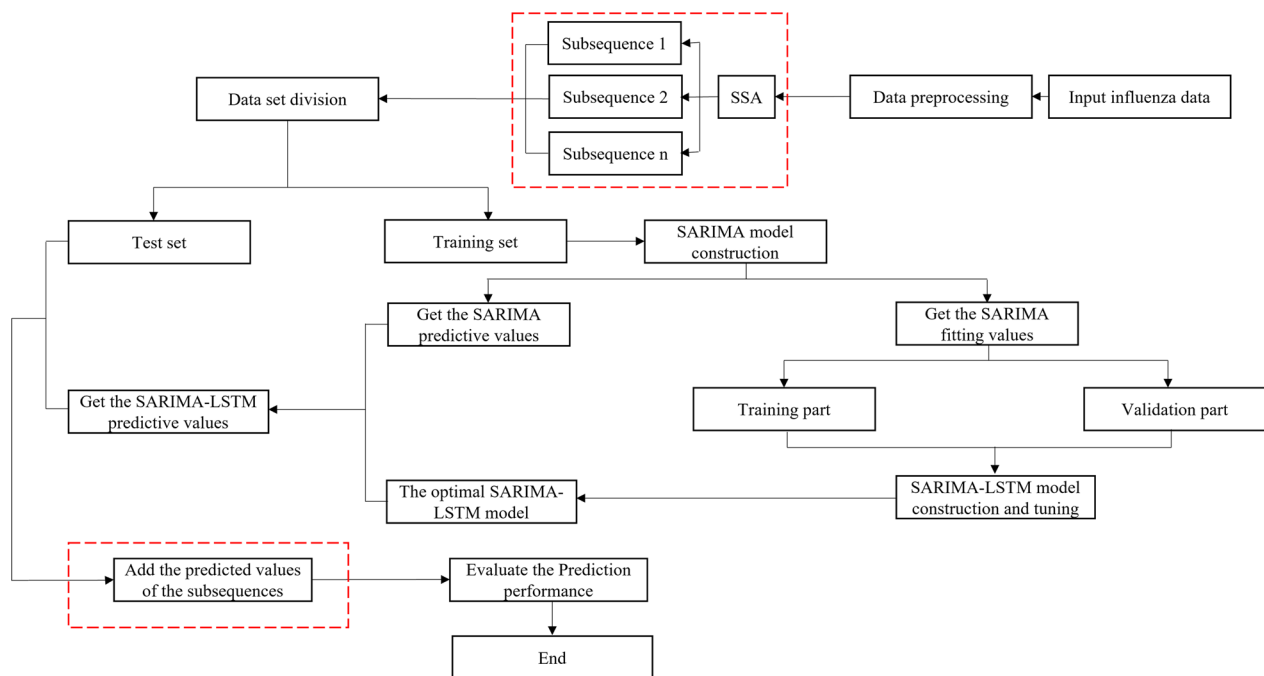 Subsequence 1
Data set division
Subsequence 2
SSA
Data preprocessing
Input influenza data
Subsequence n
Test set
Training set
SARIMA model
construction
Get the SARIMA
predictive values
Get the SARIMA
fitting values
Get the SARIMA-LSTM
predictive values
Training part
Validation part
The optimal SARIMA-
LSTM model
SARIMA-LSTM model
construction and tuning
Add the predicted values
of the subsequences
Evaluate the Prediction
performance
End